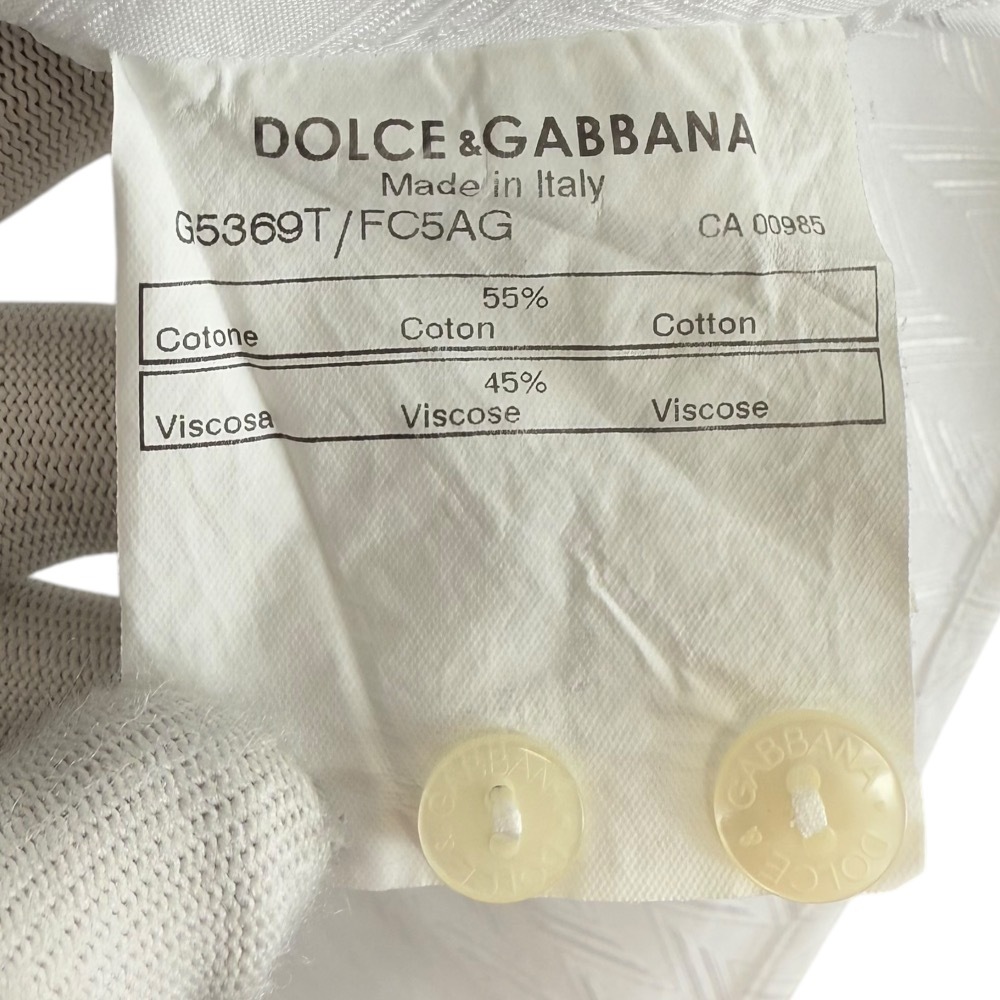 DOLCE & GABBANA
Made in Italy
G5369T/FC5AG CA 00985
55%
Cotone Coton Cotton
45%
Viscosa Viscose Viscose
& GABBANA DOLCE
& GABBANA · DOLCE